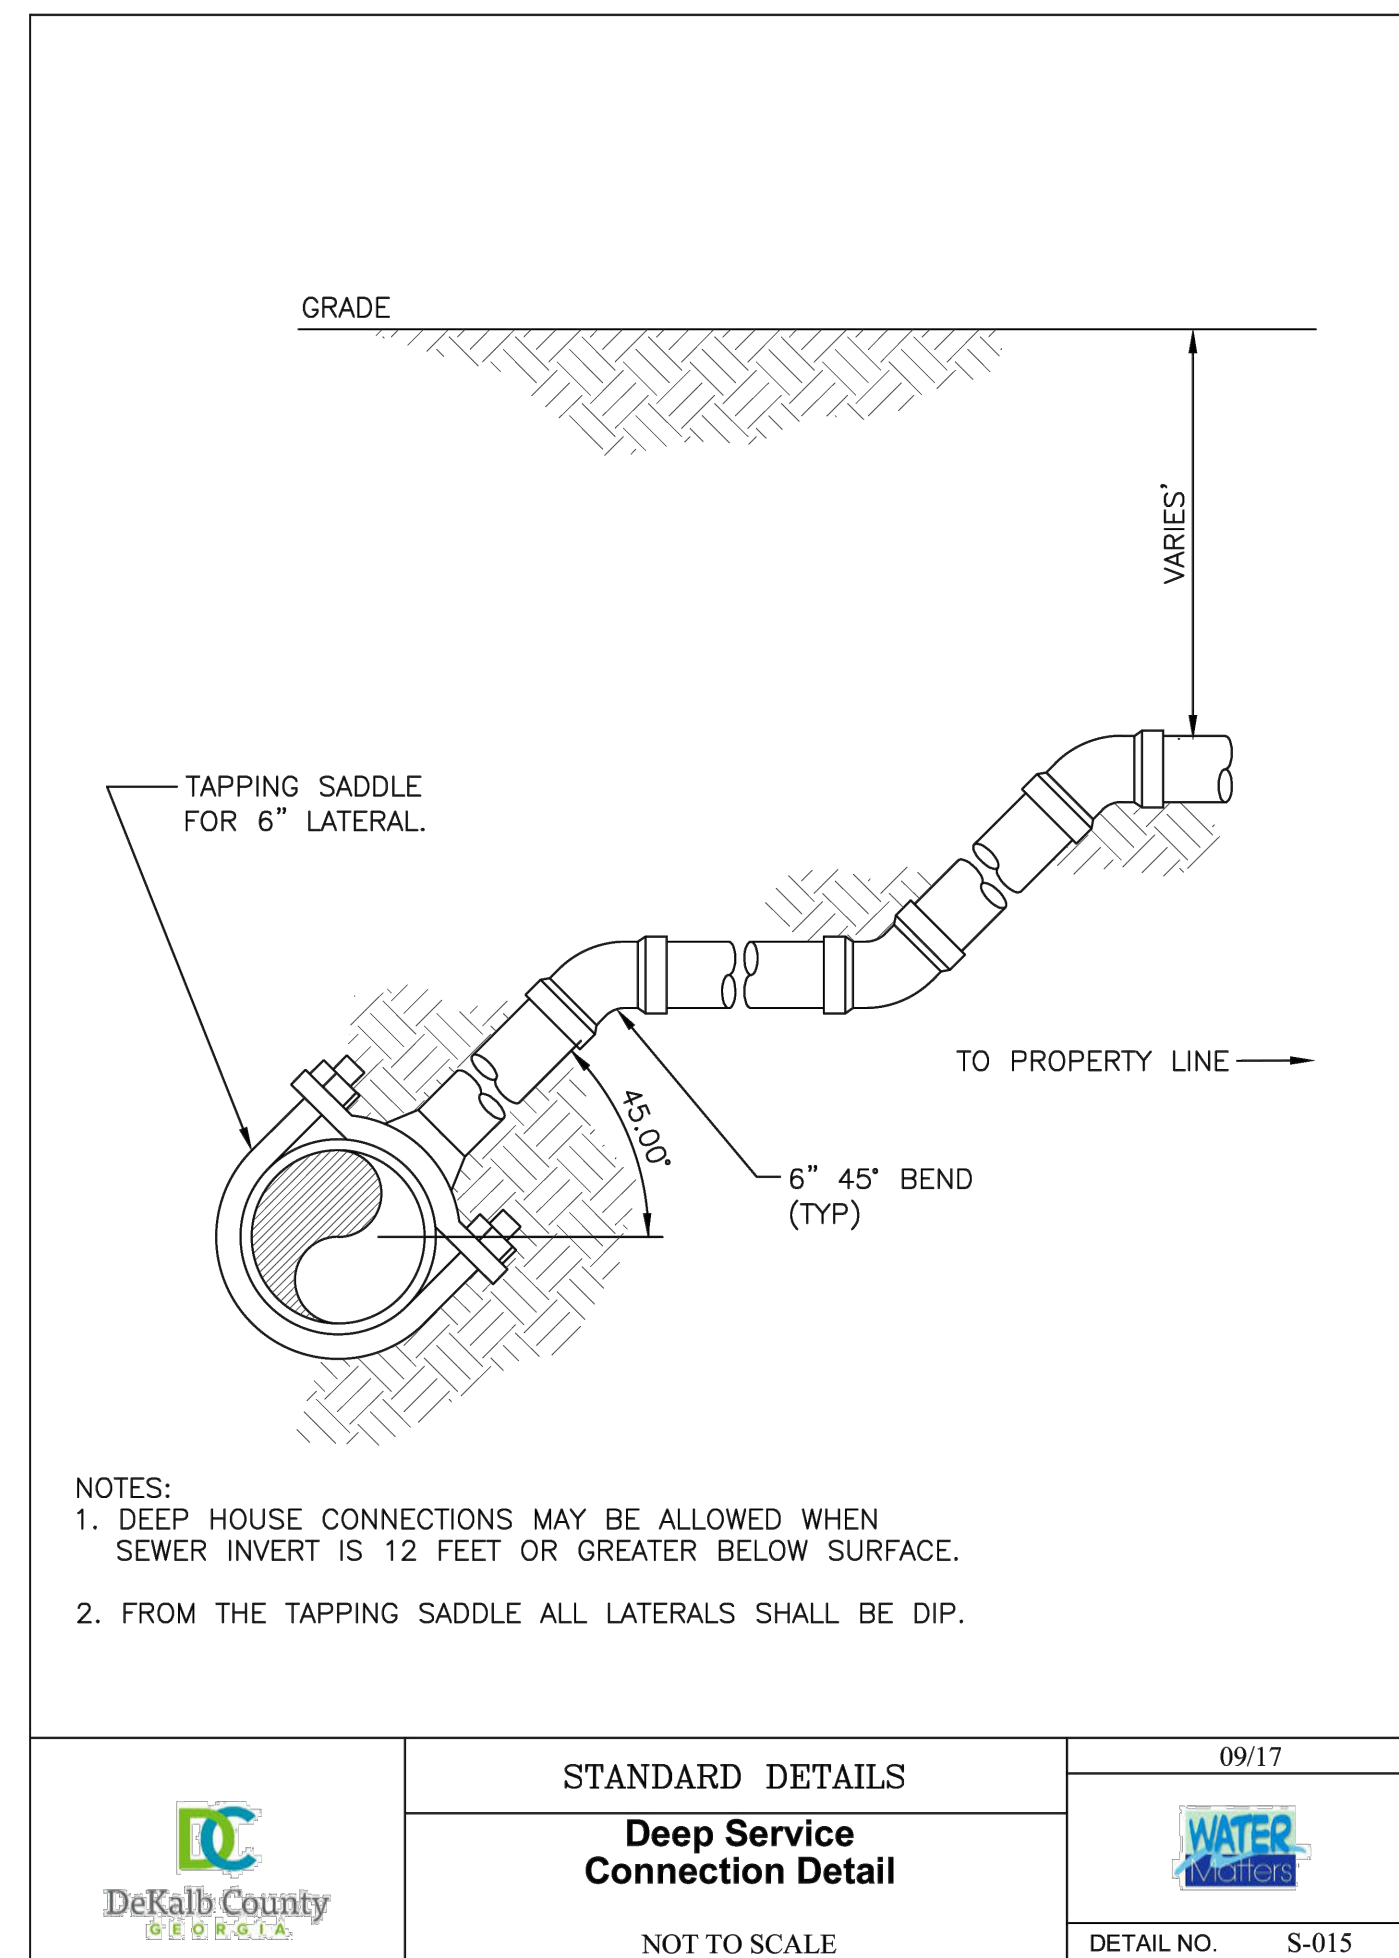 GRADE
VARIES'
TAPPING SADDLE
FOR 6" LATERAL.
TO PROPERTY LINE
45.00°
6" 45° BEND
(TYP)
NOTES:
1. DEEP HOUSE CONNECTIONS MAY BE ALLOWED WHEN
SEWER INVERT IS 12 FEET OR GREATER BELOW SURFACE.
2. FROM THE TAPPING SADDLE ALL LATERALS SHALL BE DIP.
DC
DeKalb County
GEORGIA
STANDARD DETAILS
Deep Service
Connection Detail
NOT TO SCALE
09/17
WATER
Matters
DETAIL NO. S-015